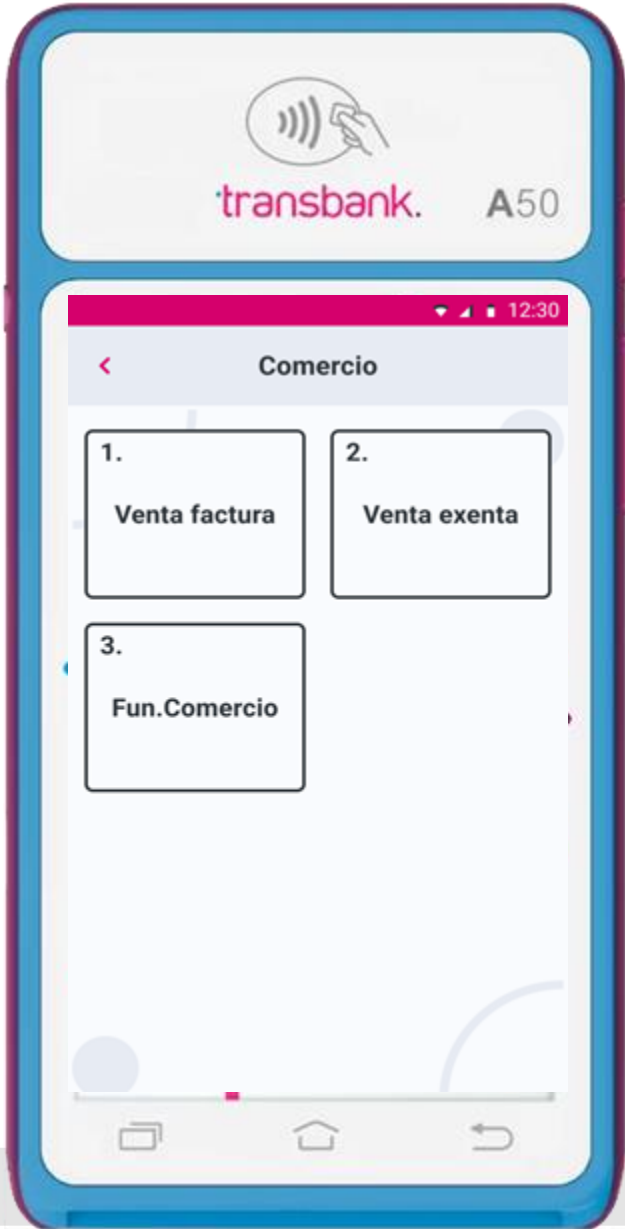 transbank.
A50
12:30
Comercio
1.
Venta factura
2.
Venta exenta
3.
Fun.Comercio